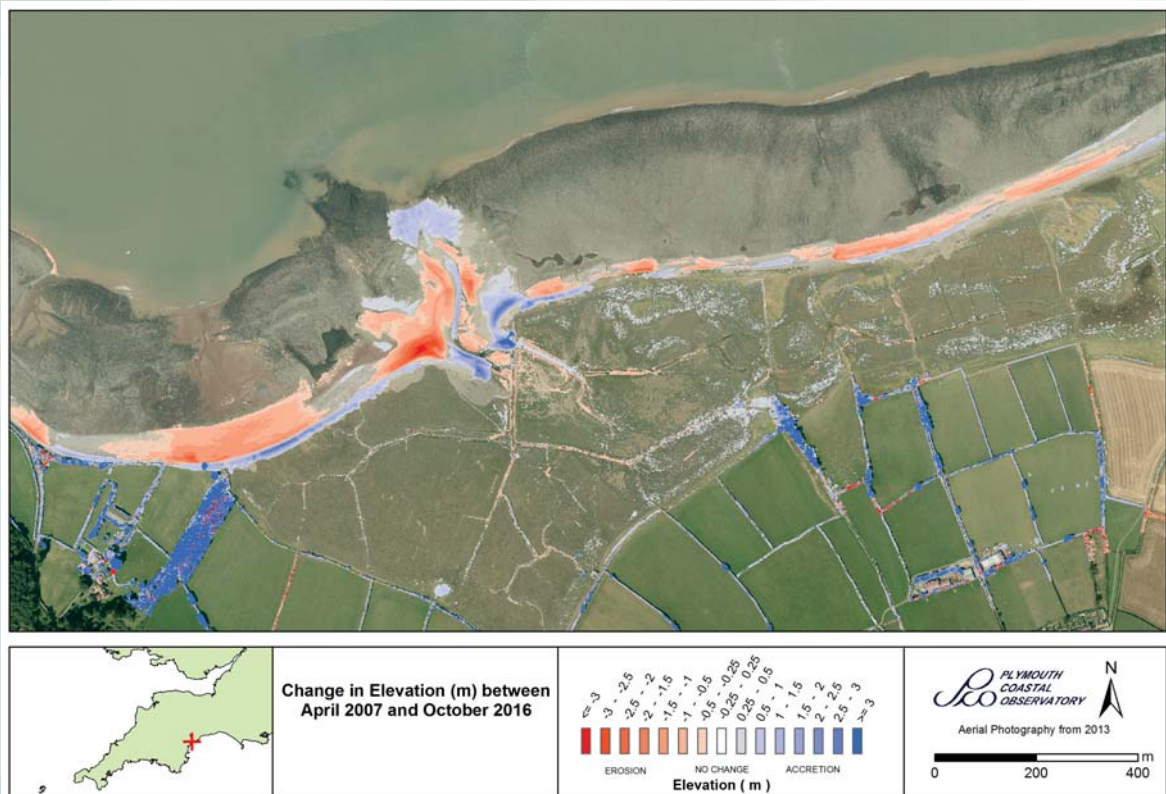 Change in Elevation (m) between
April 2007 and October 2016
<= -3
-3 - -2.5
-2.5 - -2
-2 - -1.5
-1.5 - -1
-1 - -0.5
-0.5 - -0.25
-0.25 - 0.25
0.25 - 0.5
0.5 - 1
1 - 1.5
1.5 - 2
2 - 2.5
2.5 - 3
>= 3
EROSION NO CHANGE ACCRETION
Elevation ( m )
PLYMOUTH
COASTAL
OBSERVATORY
N
Aerial Photography from 2013
m
0 200 400